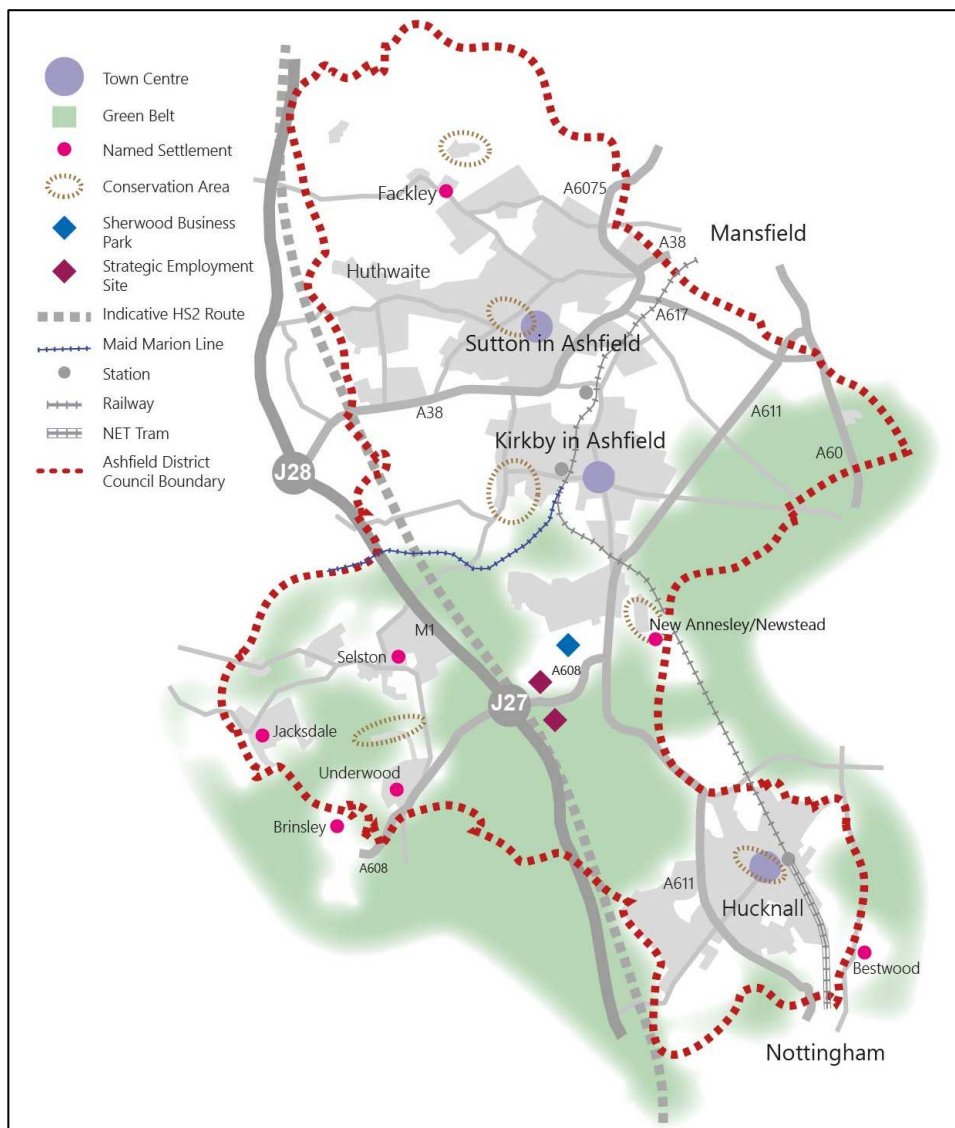 Town Centre
Green Belt
Named Settlement
Conservation Area
Sherwood Business
Park
Strategic Employment
Site
Indicative HS2 Route
Maid Marion Line
Station
Railway
NET Tram
Ashfield District
Council Boundary
A6075
Fackley
Mansfield
A38
Huthwaite
A617
Sutton in Ashfield
A38
A611
Kirkby in Ashfield
A60
J28
New Annesley/Newstead
M1
Selston
A608
J27
Jacksdale
Underwood
Brinsley
A608
A611
Hucknall
Bestwood
Nottingham